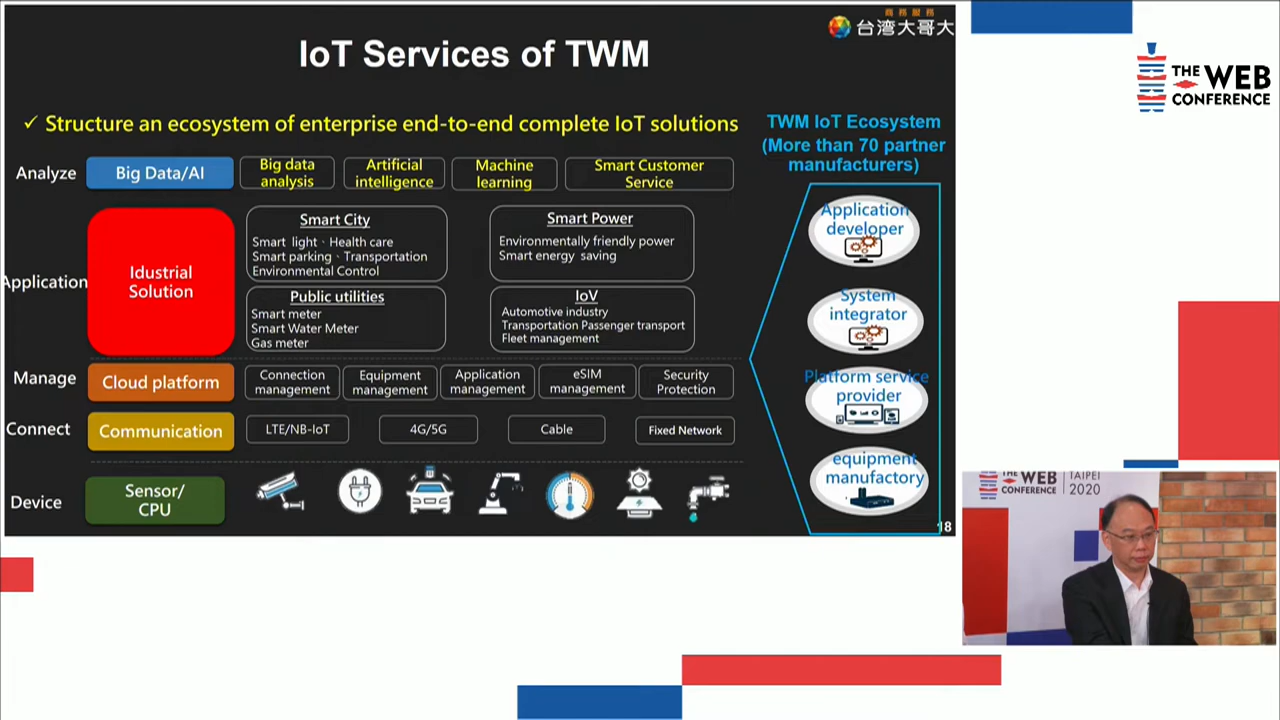 商務服務
台灣大哥大
IoT Services of TWM
✓ Structure an ecosystem of enterprise end-to-end complete IoT solutions
TWM IoT Ecosystem
(More than 70 partner
manufacturers)
Analyze
Big Data/AI
Big data
analysis
Artificial
intelligence
Machine
learning
Smart Customer
Service
Application
Idustrial
Solution
Smart City
Smart light、Health care
Smart parking、Transportation
Environmental Control
Smart Power
Environmentally friendly power
Smart energy saving
Public utilities
Smart meter
Smart Water Meter
Gas meter
IoV
Automotive industry
Transportation Passenger transport
Fleet management
Manage
Cloud platform
Connection
management
Equipment
management
Application
management
eSIM
management
Security
Protection
Connect
Communication
LTE/NB-IoT
4G/5G
Cable
Fixed Network
Device
Sensor/
CPU
Application
developer
System
integrator
Platform service
provider
equipment
manufactory
18
THE WEB
CONFERENCE
THE WEB
CONFERENCE
TAIPEI
2020